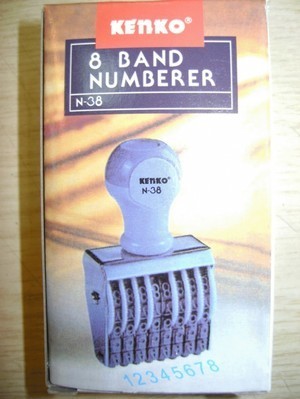 KENKO®
8 BAND
NUMBERER
N-38
KENKO
N-38
12345678